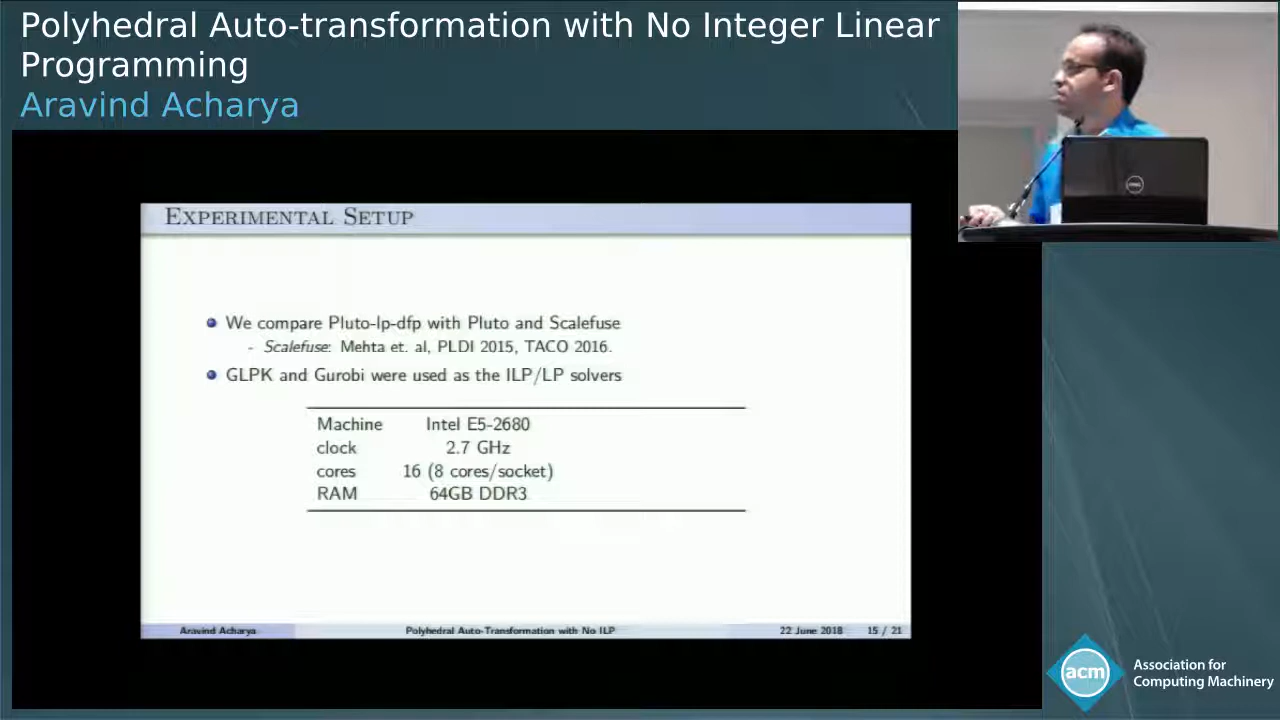 Polyhedral Auto-transformation with No Integer Linear
Programming
Aravind Acharya
EXPERIMENTAL SETUP
We compare Pluto-lp-dfp with Pluto and Scalefuse
- Scalefuse: Mehta et. al, PLDI 2015, TACO 2016.
GLPK and Gurobi were used as the ILP/LP solvers
Machine Intel E5-2680
clock 2.7 GHz
cores 16 (8 cores/socket)
RAM 64GB DDR3
Aravind Acharya Polyhedral Auto-Transformation with No ILP 22 June 2018 15 / 21
acm Association for
Computing Machinery